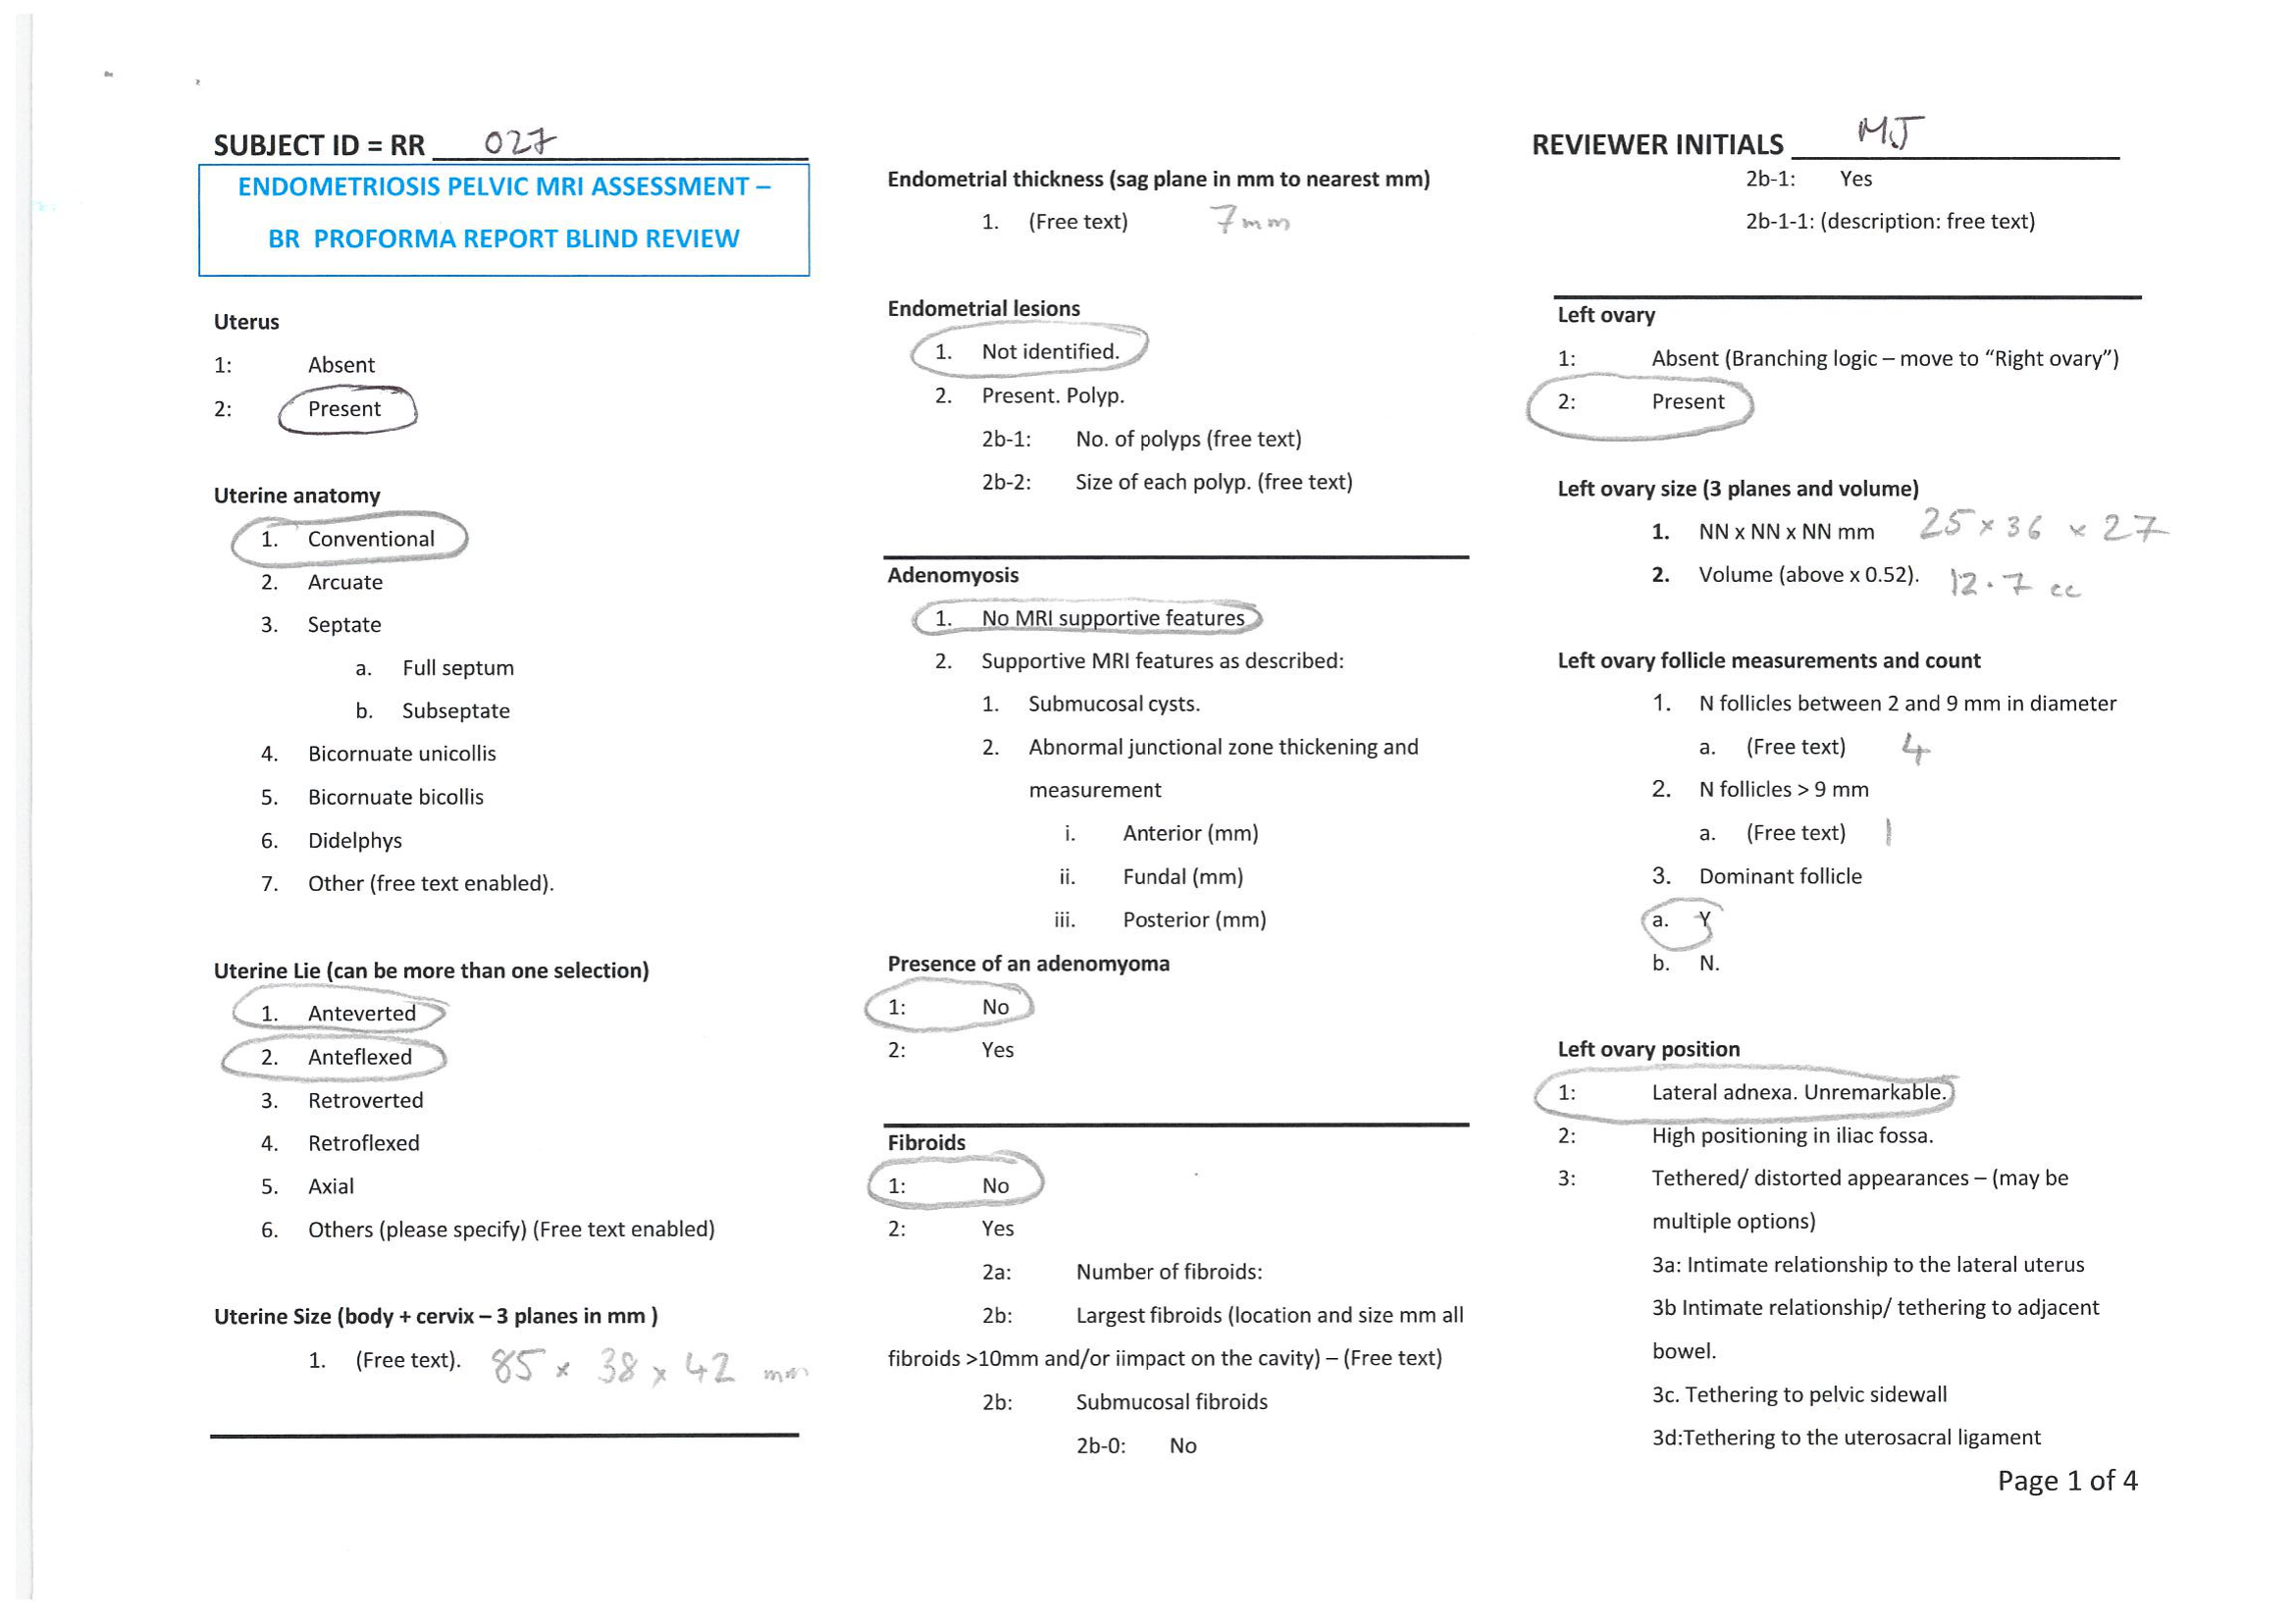 SUBJECT ID = RR 027
ENDOMETRIOSIS PELVIC MRI ASSESSMENT –
BR PROFORMA REPORT BLIND REVIEW
Uterus
1: Absent
2: Present
Uterine anatomy
1. Conventional
2. Arcuate
3. Septate
a. Full septum
b. Subseptate
4. Bicornuate unicollis
5. Bicornuate bicollis
6. Didelphys
7. Other (free text enabled).
Uterine Lie (can be more than one selection)
1. Anteverted
2. Anteflexed
3. Retroverted
4. Retroflexed
5. Axial
6. Others (please specify) (Free text enabled)
Uterine Size (body + cervix – 3 planes in mm )
1. (Free text). 85 x 38 x 42 mm
Endometrial thickness (sag plane in mm to nearest mm)
1. (Free text) 7mm
Endometrial lesions
1. Not identified.
2. Present. Polyp.
2b-1: No. of polyps (free text)
2b-2: Size of each polyp. (free text)
Adenomyosis
1. No MRI supportive features
2. Supportive MRI features as described:
1. Submucosal cysts.
2. Abnormal junctional zone thickening and
measurement
i. Anterior (mm)
ii. Fundal (mm)
iii. Posterior (mm)
Presence of an adenomyoma
1: No
2: Yes
Fibroids
1: No
2: Yes
2a: Number of fibroids:
2b: Largest fibroids (location and size mm all
fibroids >10mm and/or iimpact on the cavity) – (Free text)
2b: Submucosal fibroids
2b-0: No
REVIEWER INITIALS MJ
2b-1: Yes
2b-1-1: (description: free text)
Left ovary
1: Absent (Branching logic – move to “Right ovary”)
2: Present
Left ovary size (3 planes and volume)
1. NN x NN x NN mm 25 x 36 x 27
2. Volume (above x 0.52). 12.7 cc
Left ovary follicle measurements and count
1. N follicles between 2 and 9 mm in diameter
a. (Free text) 4
2. N follicles > 9 mm
a. (Free text) 1
3. Dominant follicle
a. Y
b. N.
Left ovary position
1: Lateral adnexa. Unremarkable.
2: High positioning in iliac fossa.
3: Tethered/ distorted appearances – (may be
multiple options)
3a: Intimate relationship to the lateral uterus
3b Intimate relationship/ tethering to adjacent
bowel.
3c. Tethering to pelvic sidewall
3d:Tethering to the uterosacral ligament
Page 1 of 4